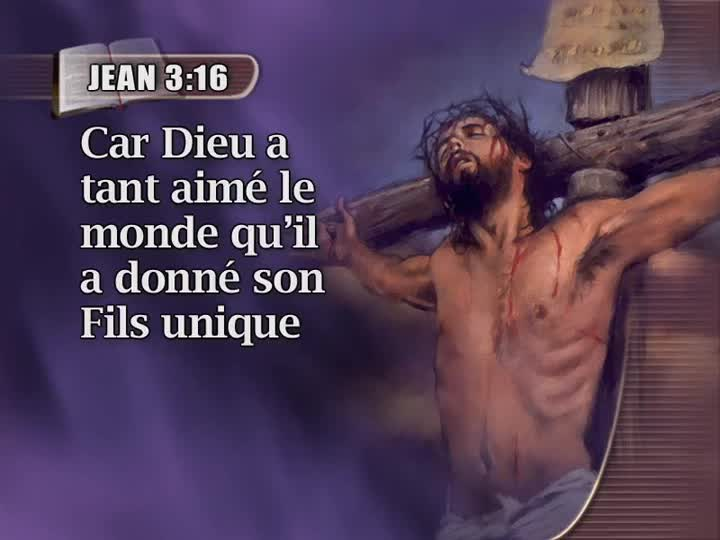 JEAN 3:16
Car Dieu a
tant aimé le
monde qu’il
a donné son
Fils unique